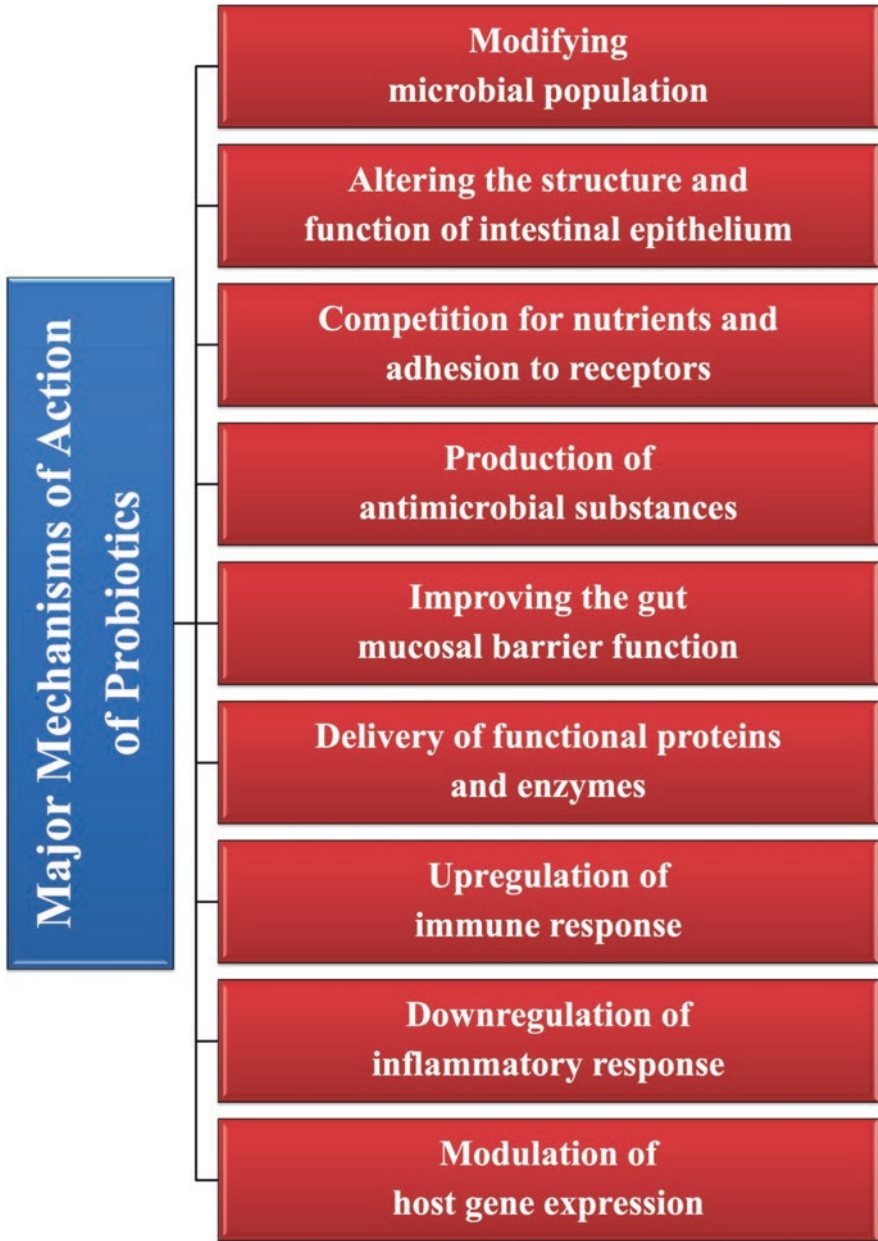 Major Mechanisms of Action
of Probiotics
Modifying
microbial population
Altering the structure and
function of intestinal epithelium
Competition for nutrients and
adhesion to receptors
Production of
antimicrobial substances
Improving the gut
mucosal barrier function
Delivery of functional proteins
and enzymes
Upregulation of
immune response
Downregulation of
inflammatory response
Modulation of
host gene expression